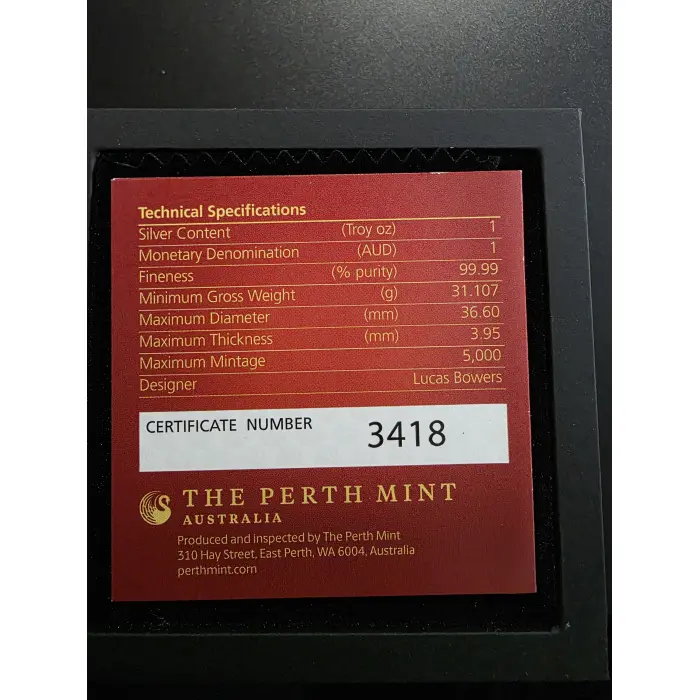 Technical Specifications
Silver Content (Troy oz) 1
Monetary Denomination (AUD) 1
Fineness (% purity) 99.99
Minimum Gross Weight (g) 31.107
Maximum Diameter (mm) 36.60
Maximum Thickness (mm) 3.95
Maximum Mintage 5,000
Designer Lucas Bowers
CERTIFICATE NUMBER 3418
THE PERTH MINT
AUSTRALIA
Produced and inspected by The Perth Mint
310 Hay Street, East Perth, WA 6004, Australia
perthmint.com